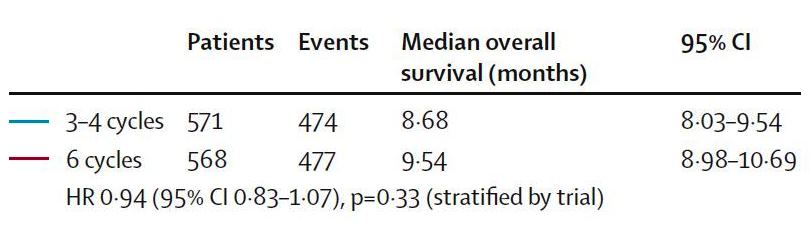 Patients Events Median overall survival (months) 95% CI
3–4 cycles 571 474 8·68 8·03–9·54
6 cycles 568 477 9·54 8·98–10·69
HR 0·94 (95% CI 0·83–1·07), p=0·33 (stratified by trial)